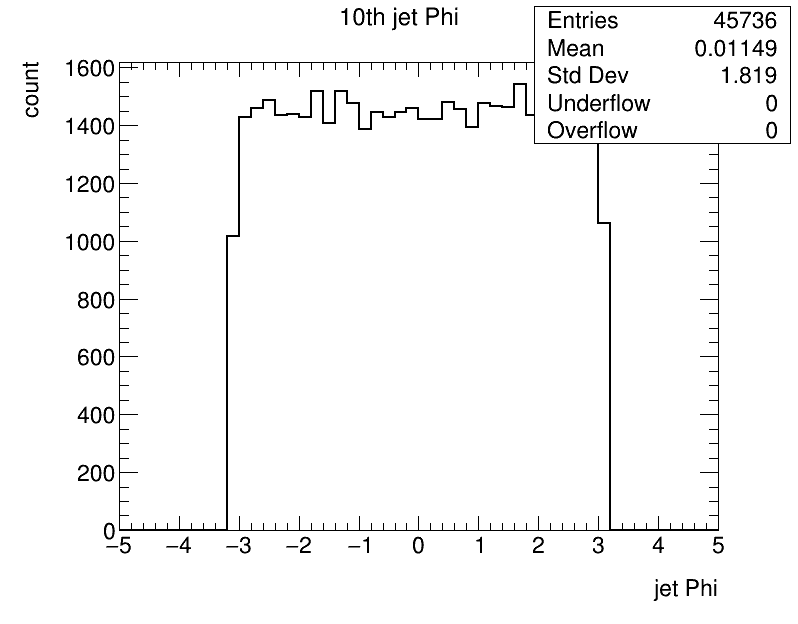 10th jet Phi
Entries 45736
Mean 0.01149
Std Dev 1.819
Underflow 0
Overflow 0
count
1600
1400
1200
1000
800
600
400
200
0
−5 −4 −3 −2 −1 0 1 2 3 4 5
jet Phi